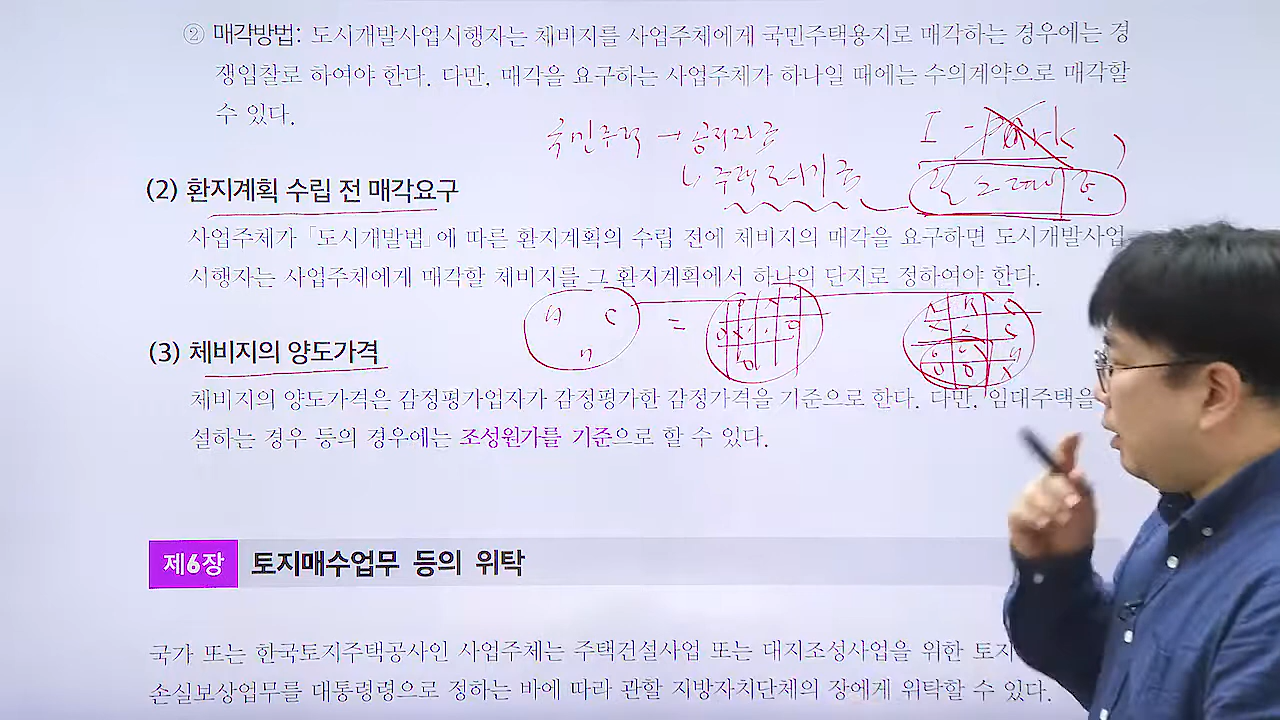 ② 매각방법: 도시개발사업시행자는 체비지를 사업주체에게 국민주택용지로 매각하는 경우에는 경
쟁입찰로 하여야 한다. 다만, 매각을 요구하는 사업주체가 하나일 때에는 수의계약으로 매각할
수 있다.
국민주택 → 공적자금
I-Park
↳ 주택도시기금
(2) 환지계획 수립 전 매각요구
사업주체가 「도시개발법」에 따른 환지계획의 수립 전에 체비지의 매각을 요구하면 도시개발사업
시행자는 사업주체에게 매각할 체비지를 그 환지계획에서 하나의 단지로 정하여야 한다.
(3) 체비지의 양도가격
체비지의 양도가격은 감정평가업자가 감정평가한 감정가격을 기준으로 한다. 다만, 임대주택을
설하는 경우 등의 경우에는 조성원가를 기준으로 할 수 있다.
제6장 토지매수업무 등의 위탁
국가 또는 한국토지주택공사인 사업주체는 주택건설사업 또는 대지조성사업을 위한 토지
손실보상업무를 대통령령으로 정하는 바에 따라 관할 지방자치단체의 장에게 위탁할 수 있다.